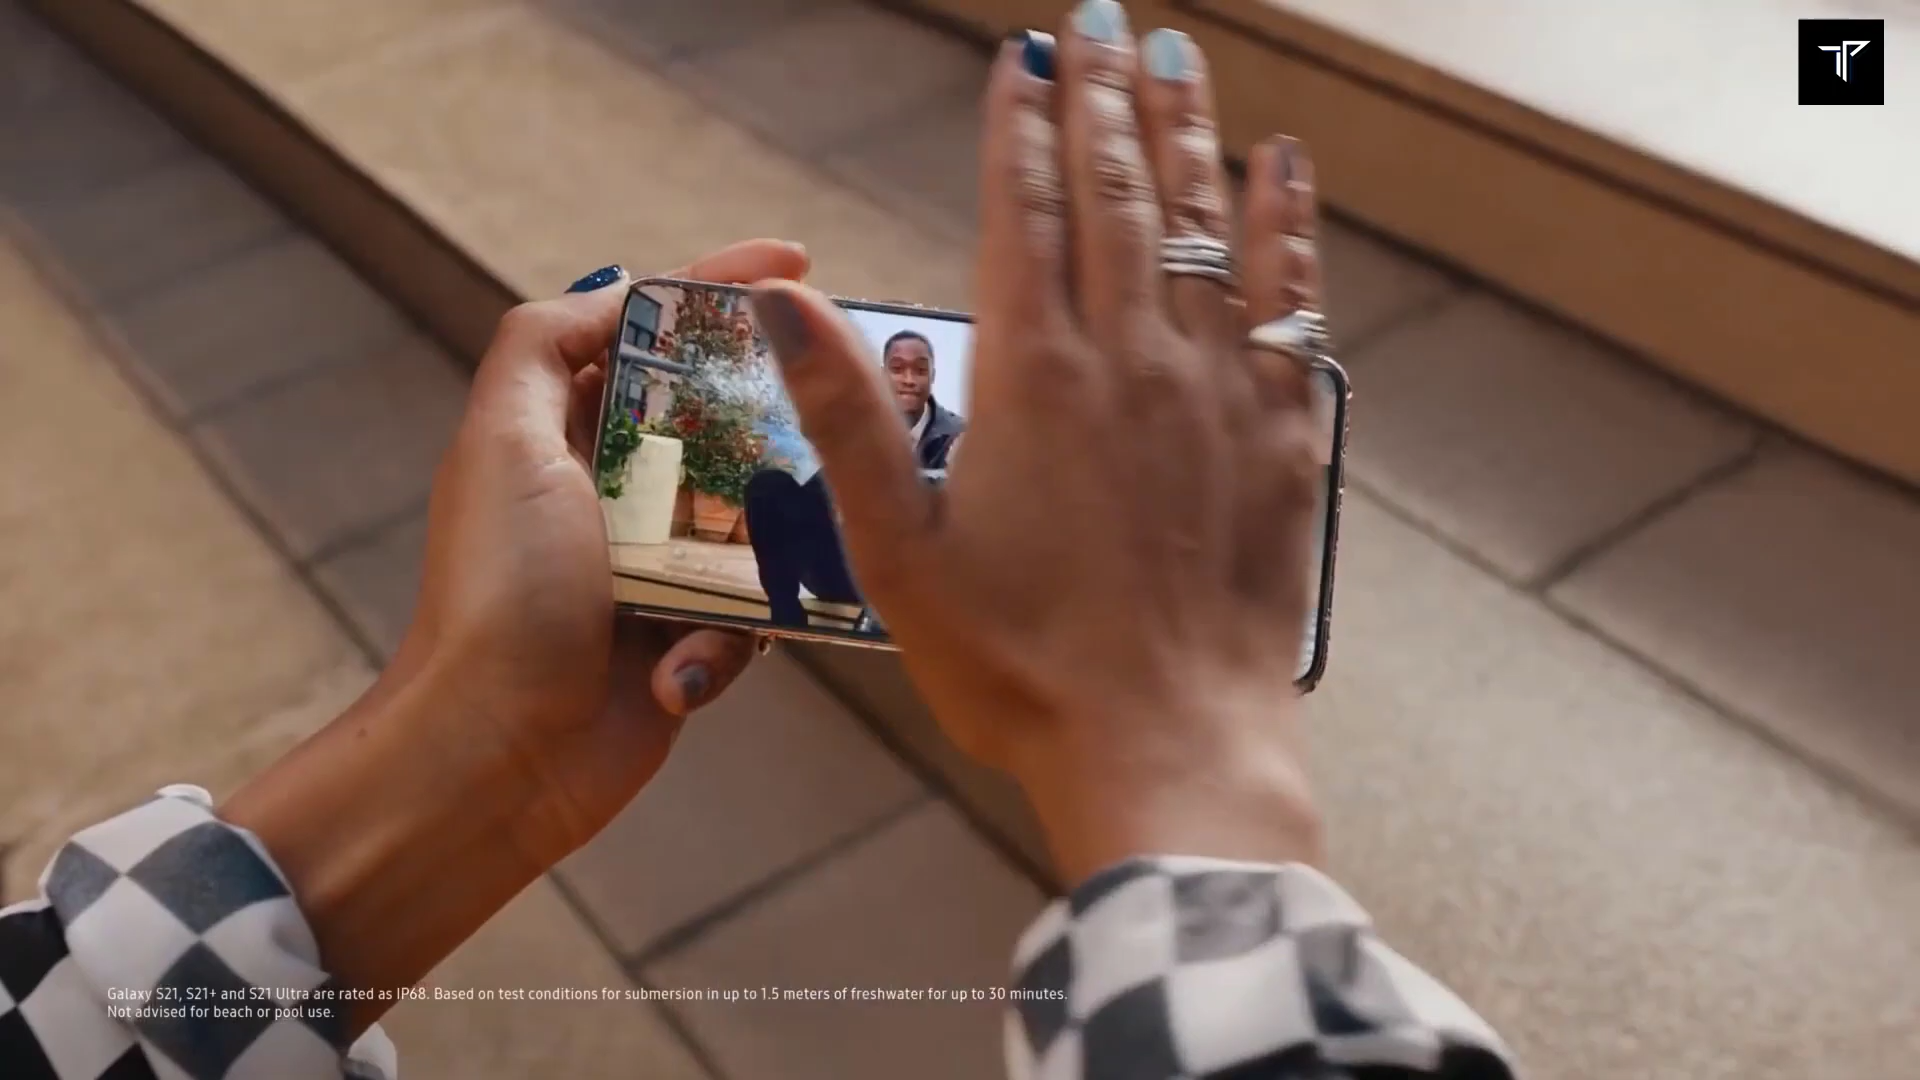 Galaxy S21, S21+ and S21 Ultra are rated as IP68. Based on test conditions for submersion in up to 1.5 meters of freshwater for up to 30 minutes.
Not advised for beach or pool use.